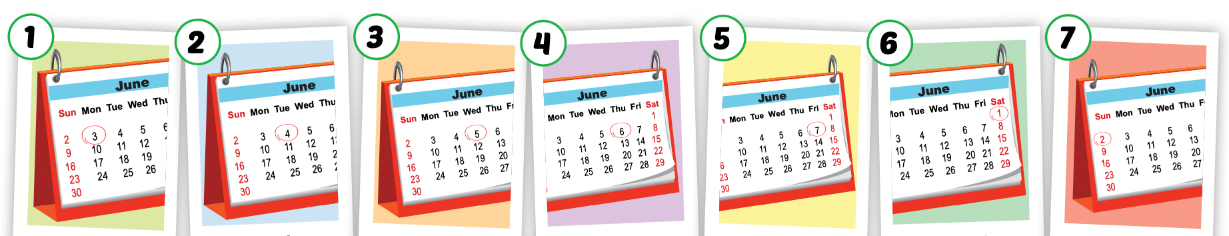 1
June
Sun Mon Tue Wed Thu
2 3 4 5 6
9 10 11 12
16 17 18 19
23 24 25 26
30
2
June
Sun Mon Tue Wed Thu
2 3 4 5
9 10 11 12
16 17 18 19
23 24 25 26
30
3
June
Sun Mon Tue Wed Thu
2 3 4 5 6
9 10 11 12 13
16 17 18 19 20
23 24 25 26 27
30
4
June
Mon Tue Wed Thu Fri Sat
1
3 4 5 6 7 8
10 11 12 13 14 15
17 18 19 20 21 22
24 25 26 27 28 29
5
June
Mon Tue Wed Thu Fri Sat
1
3 4 5 6 7 8
10 11 12 13 14 15
17 18 19 20 21 22
23 24 25 26 27 28 29
30
6
June
Mon Tue Wed Thu Fri Sat
1
3 4 5 6 7 8
10 11 12 13 14 15
17 18 19 20 21 22
24 25 26 27 28 29
7
June
Sun Mon Tue Wed Thu
2 3 4 5 6
9 10 11 12 13
16 17 18 19 20
23 24 25 26 27
30